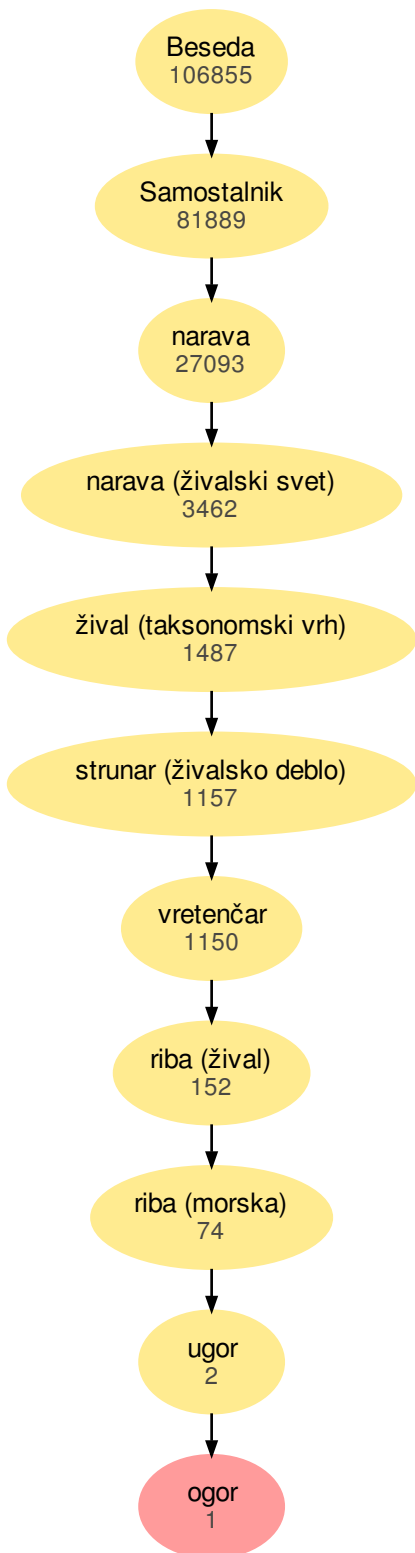 Beseda
106855
Samostalnik
81889
narava
27093
narava (živalski svet)
3462
žival (taksonomski vrh)
1487
strunar (živalsko deblo)
1157
vretenčar
1150
riba (žival)
152
riba (morska)
74
ugor
2
ogor
1